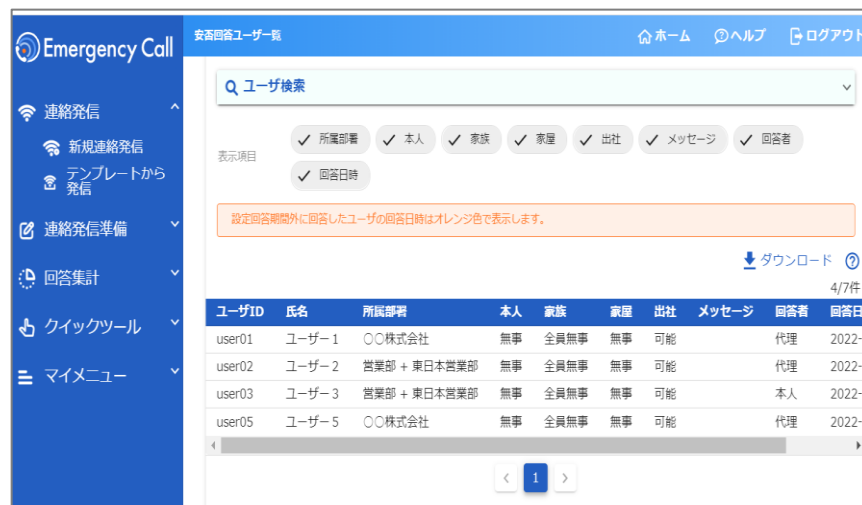 Emergency Call
安否回答ユーザ一覧
ホーム ヘルプ ログアウト
連絡発信
新規連絡発信
テンプレートから
発信
連絡発信準備
回答集計
クイックツール
マイメニュー
ユーザ検索
表示項目
所属部署 本人 家族 家屋 出社 メッセージ 回答者
回答日時
設定回答期間外に回答したユーザの回答日時はオレンジ色で表示します。
ダウンロード
4/7件
ユーザID 氏名 所属部署 本人 家族 家屋 出社 メッセージ 回答者 回答日
user01 ユーザー1 〇〇株式会社 無事 全員無事 無事 可能 代理 2022-
user02 ユーザー2 営業部 + 東日本営業部 無事 全員無事 無事 可能 代理 2022-
user03 ユーザー3 営業部 + 東日本営業部 無事 全員無事 無事 可能 本人 2022-
user05 ユーザー5 〇〇株式会社 無事 全員無事 無事 可能 代理 2022-
1